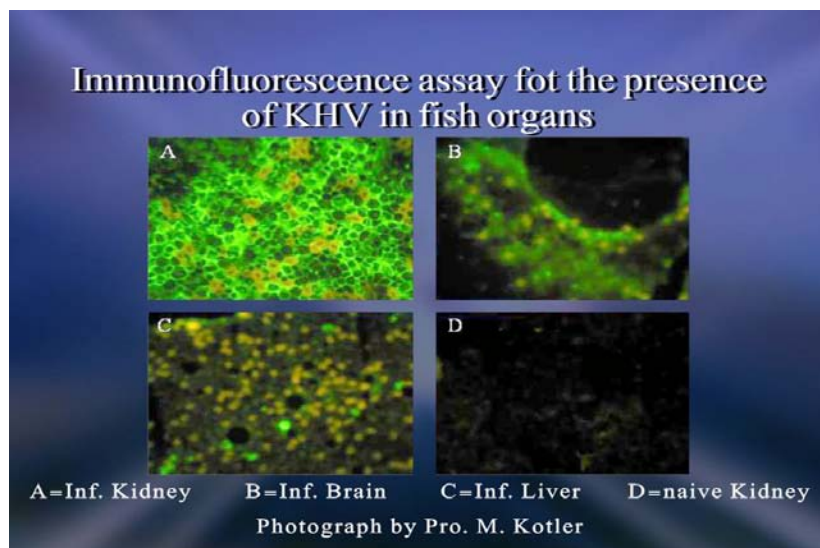 Immunofluorescence assay fot the presence
of KHV in fish organs
A
B
C
D
A=Inf. Kidney B=Inf. Brain C=Inf. Liver D=naive Kidney
Photograph by Pro. M. Kotler